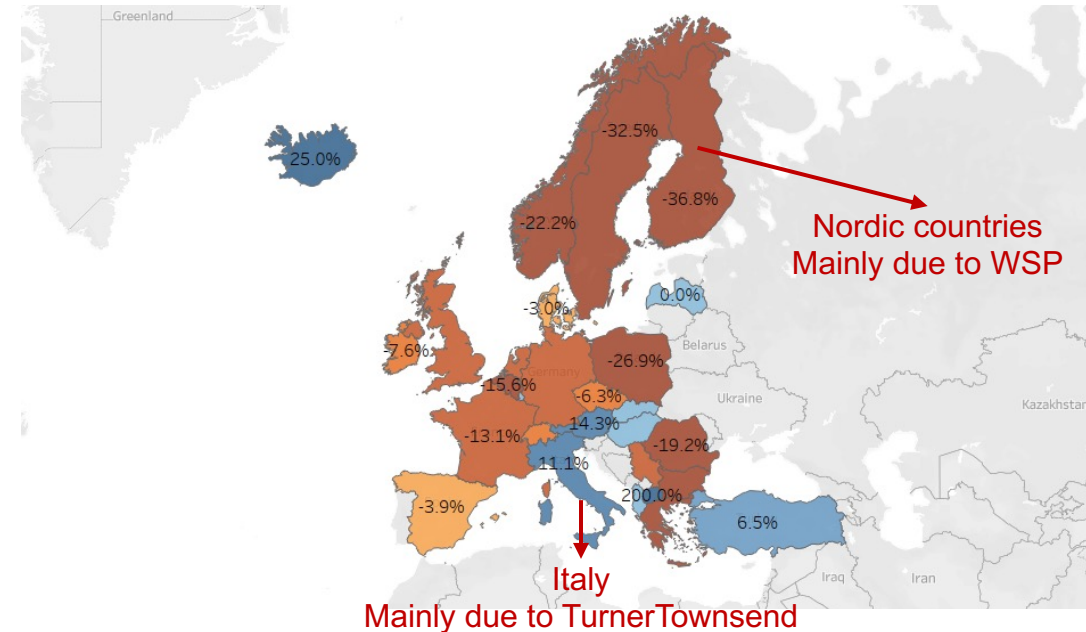 Greenland
25.0%
-32.5%
-36.8%
-22.2%
Nordic countries
Mainly due to WSP
0.0%
-3.0%
Belarus
-7.6%
-26.9%
Germany
-15.6%
-6.3%
Ukraine
Kazakhstan
14.3%
-13.1%
-19.2%
11.1%
200.0%
-3.9%
6.5%
Iraq
Iran
Italy
Mainly due to TurnerTownsend